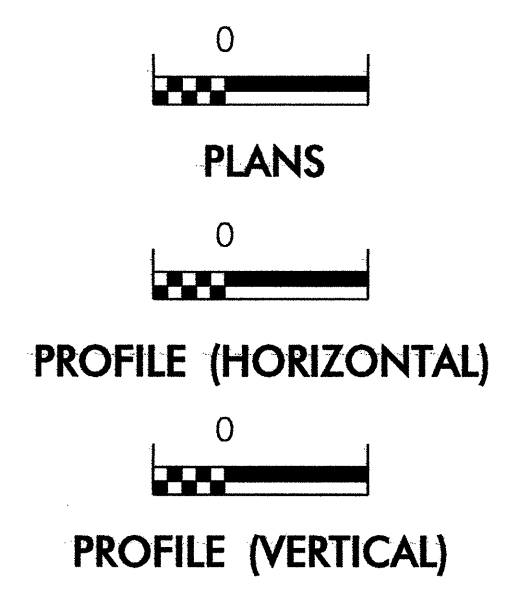 0
PLANS
0
PROFILE (HORIZONTAL)
0
PROFILE (VERTICAL)